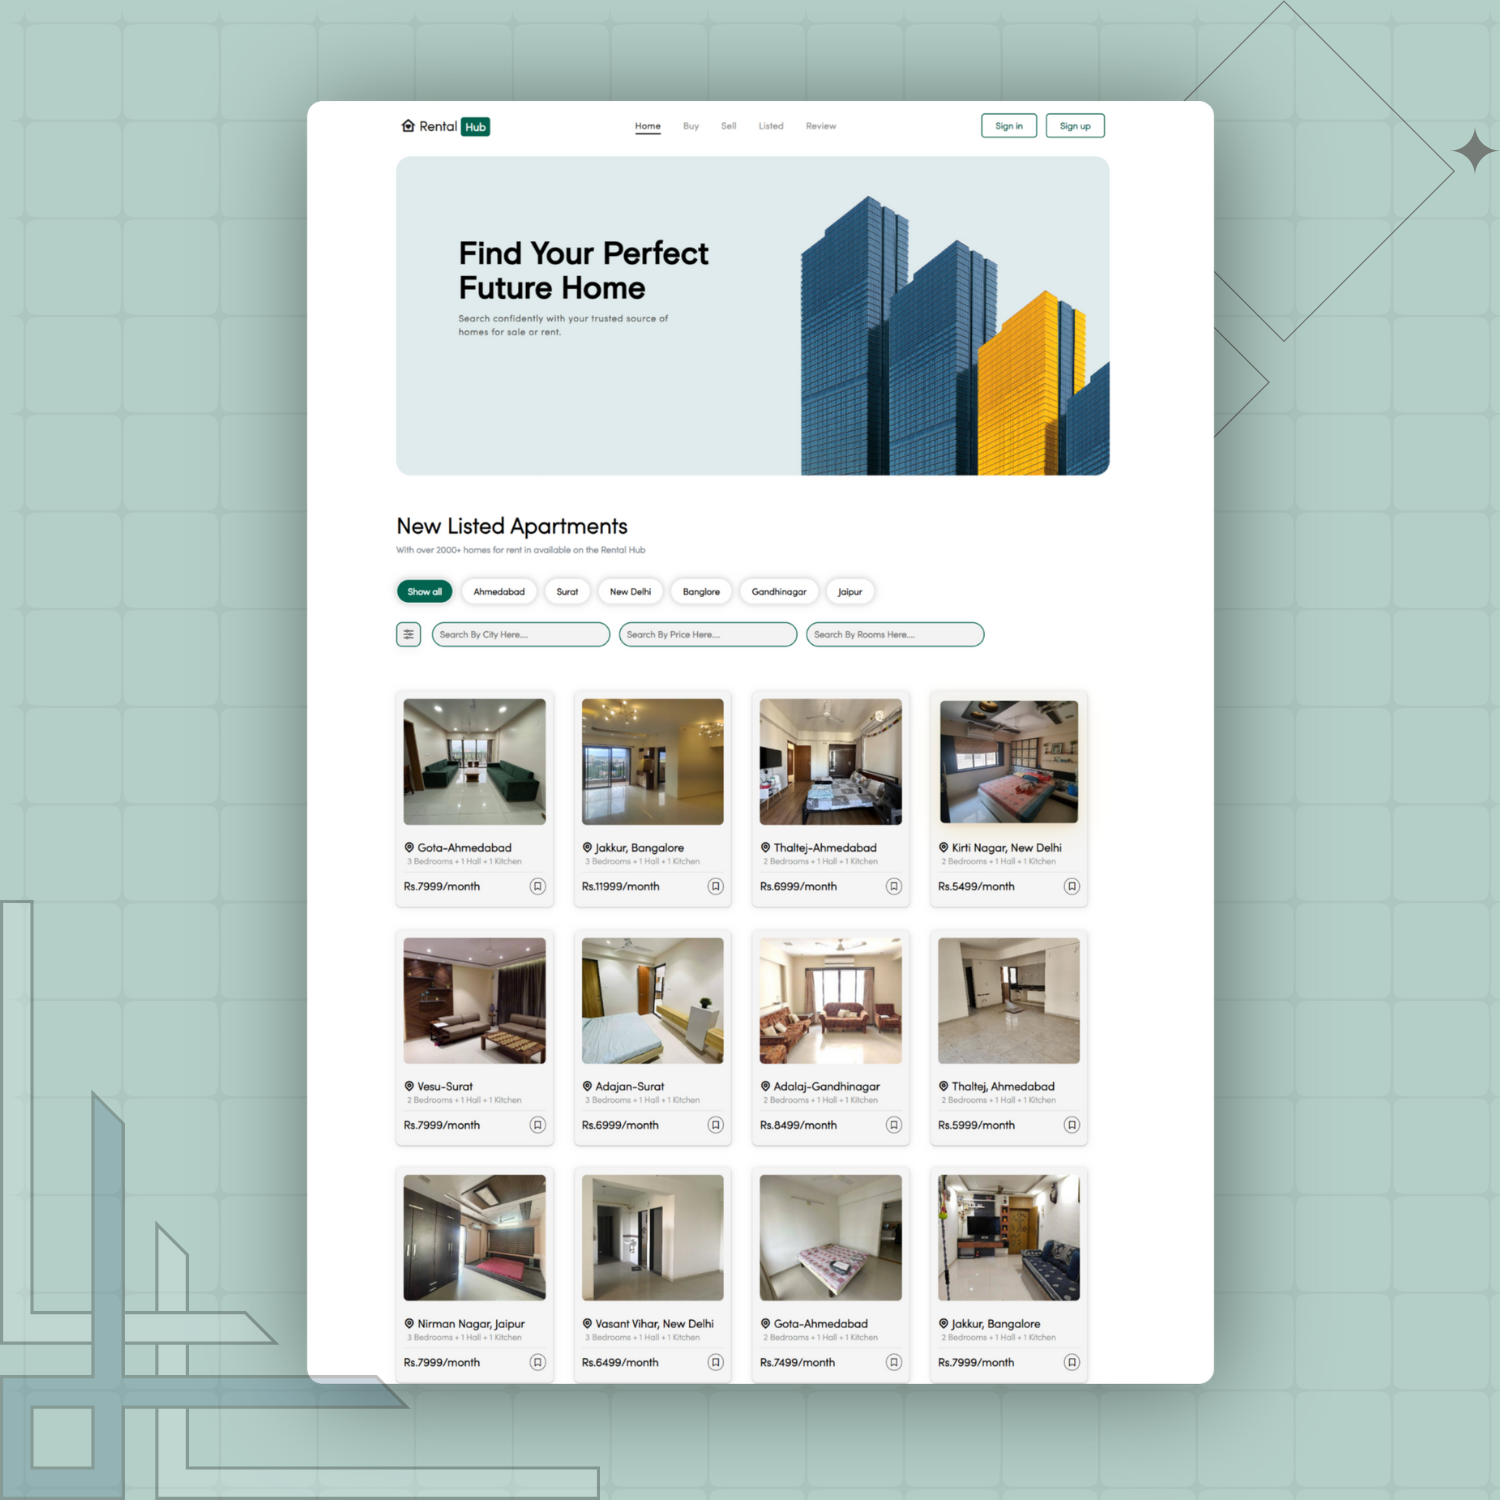 Rental Hub
Home Buy Sell Listed Review
Sign in Sign up
Find Your Perfect
Future Home
Search confidently with your trusted source of
homes for sale or rent.
New Listed Apartments
With over 2000+ homes for rent in available on the Rental Hub
Show all Ahmedabad Surat New Delhi Banglore Gandhinagar Jaipur
Search By City Here.... Search By Price Here.... Search By Rooms Here....
Gota-Ahmedabad
3 Bedrooms + 1 Hall + 1 Kitchen
Rs.7999/month
Jakkur, Bangalore
3 Bedrooms + 1 Hall + 1 Kitchen
Rs.11999/month
Thaltej-Ahmedabad
2 Bedrooms + 1 Hall + 1 Kitchen
Rs.6999/month
Kirti Nagar, New Delhi
2 Bedrooms + 1 Hall + 1 Kitchen
Rs.5499/month
Vesu-Surat
2 Bedrooms + 1 Hall + 1 Kitchen
Rs.7999/month
Adajan-Surat
3 Bedrooms + 1 Hall + 1 Kitchen
Rs.6999/month
Adalaj-Gandhinagar
2 Bedrooms + 1 Hall + 1 Kitchen
Rs.8499/month
Thaltej, Ahmedabad
2 Bedrooms + 1 Hall + 1 Kitchen
Rs.5999/month
Nirman Nagar, Jaipur
3 Bedrooms + 1 Hall + 1 Kitchen
Rs.7999/month
Vasant Vihar, New Delhi
3 Bedrooms + 1 Hall + 1 Kitchen
Rs.6499/month
Gota-Ahmedabad
2 Bedrooms + 1 Hall + 1 Kitchen
Rs.7499/month
Jakkur, Bangalore
2 Bedrooms + 1 Hall + 1 Kitchen
Rs.7999/month